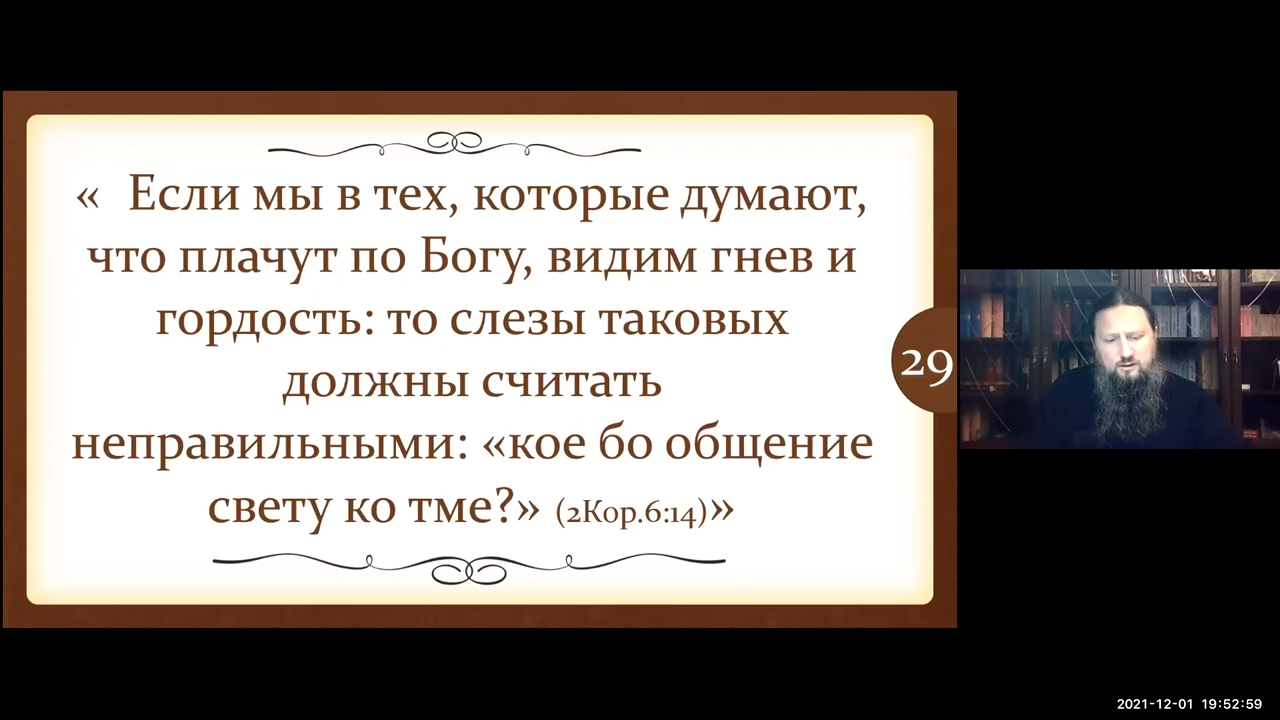 « Если мы в тех, которые думают,
что плачут по Богу, видим гнев и
гордость: то слезы таковых
должны считать
неправильными: «кое бо общение
свету ко тме?» (2Кор.6:14)»
29
2021-12-01 19:52:59